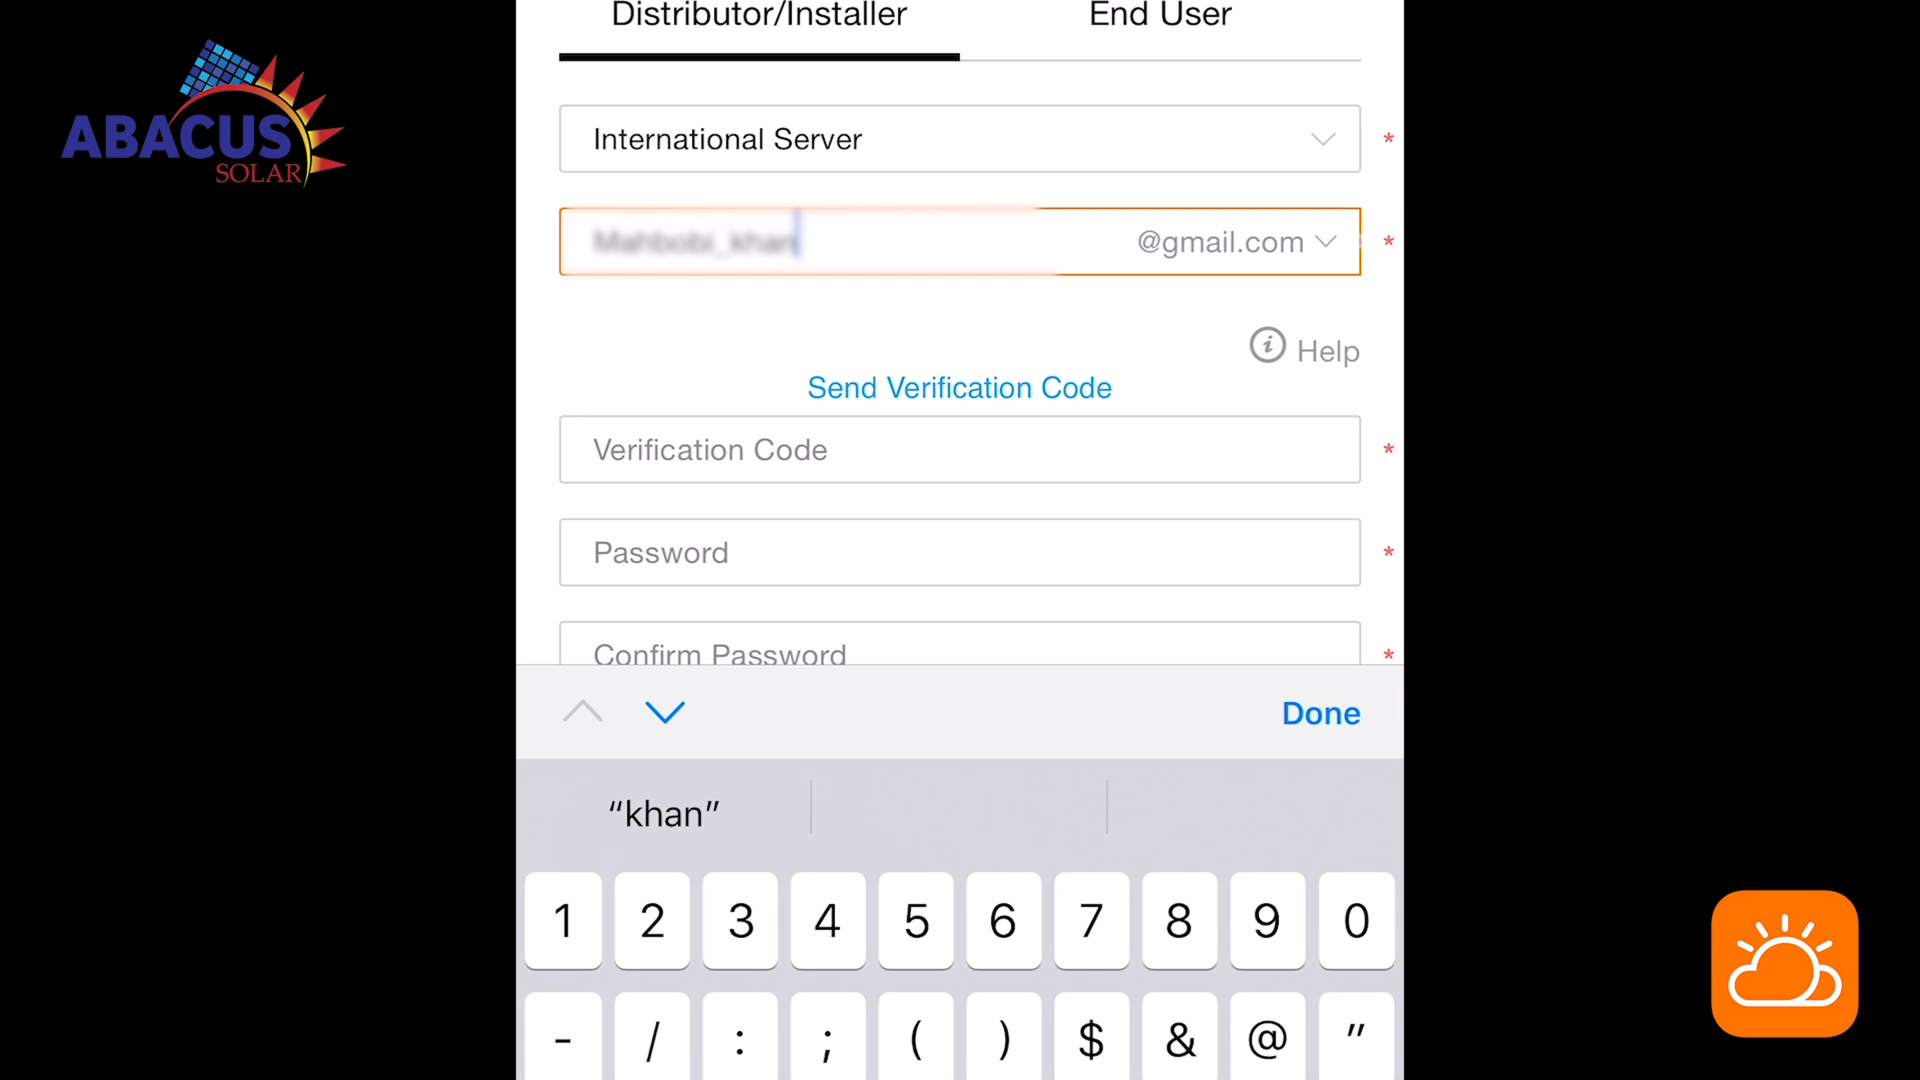 Distributor/Installer
End User
ABACUS
SOLAR
International Server
*
@gmail.com
*
Help
Send Verification Code
Verification Code
*
Password
*
Confirm Password
*
Done
“khan”
1 2 3 4 5 6 7 8 9 0
- / : ; ( ) $ & @ "